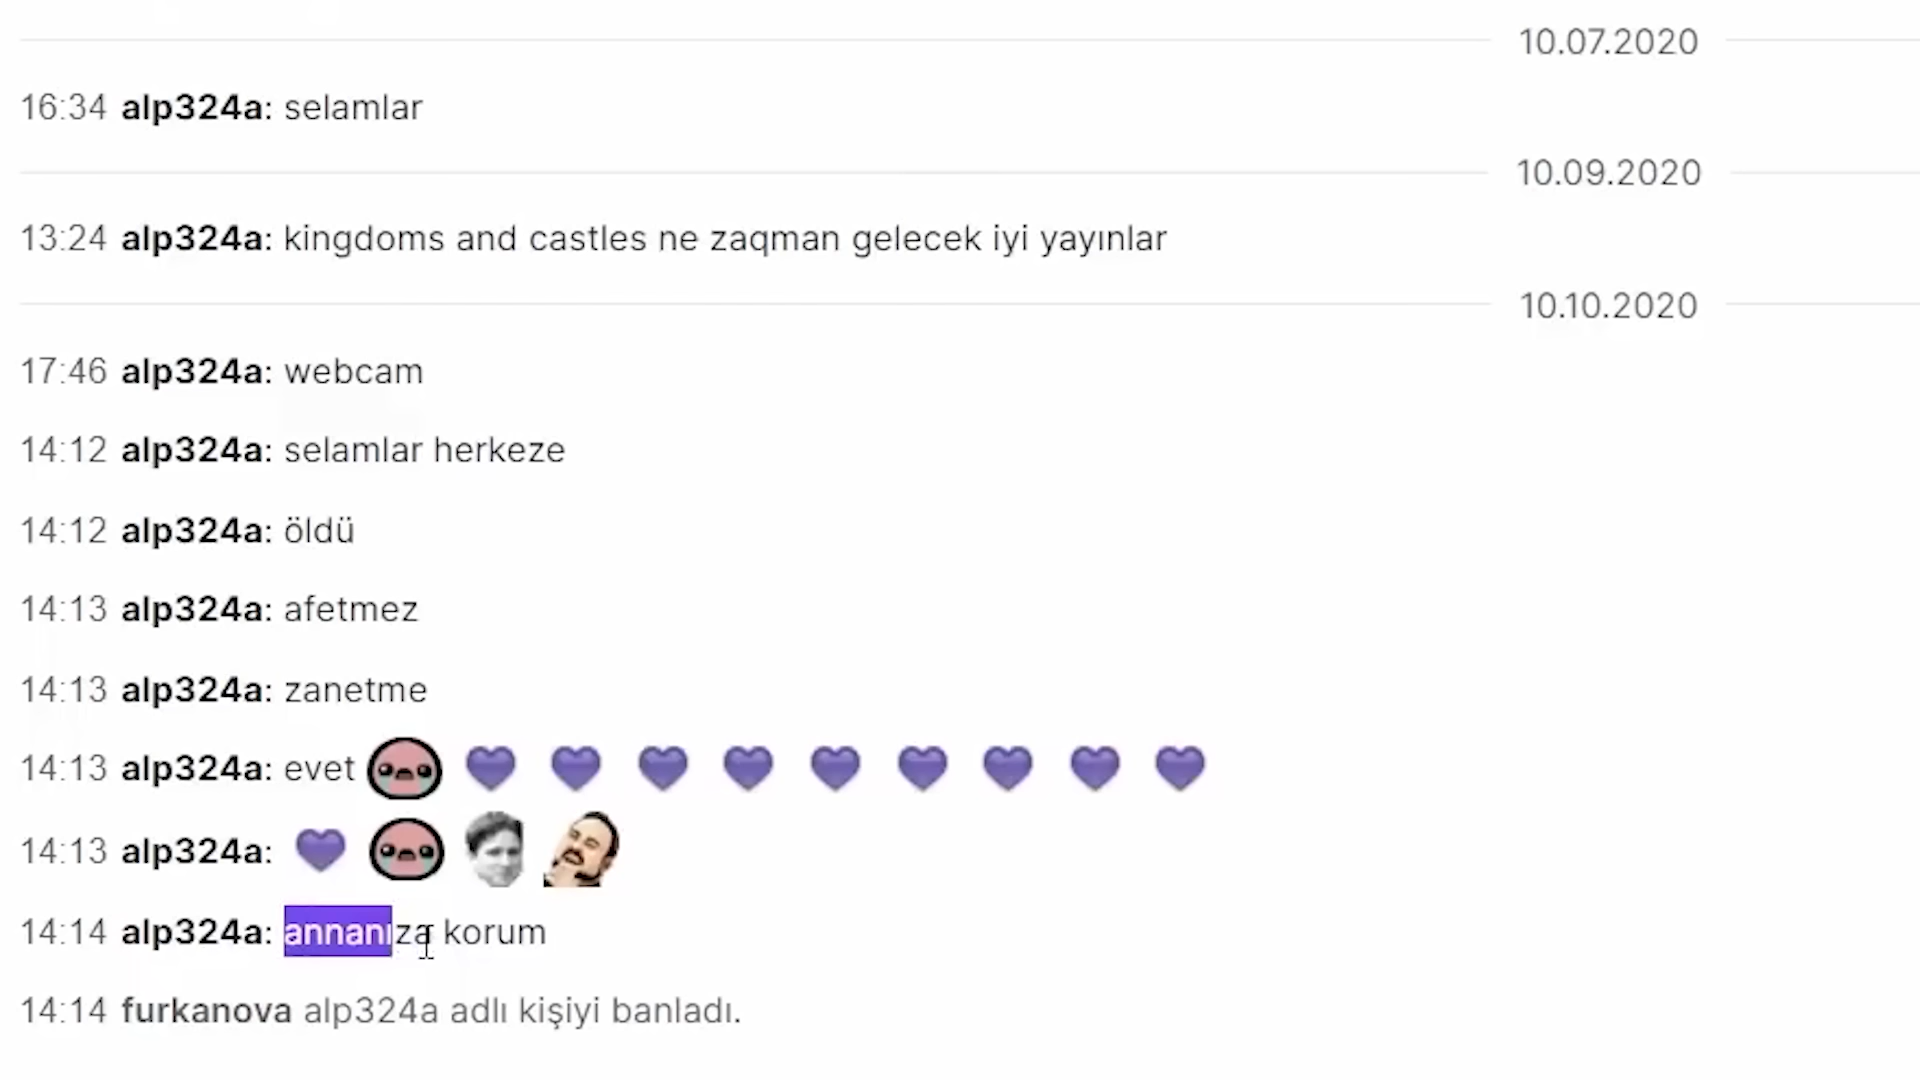 10.07.2020
16:34 alp324a: selamlar
10.09.2020
13:24 alp324a: kingdoms and castles ne zaqman gelecek iyi yayınlar
10.10.2020
17:46 alp324a: webcam
14:12 alp324a: selamlar herkeze
14:12 alp324a: öldü
14:13 alp324a: afetmez
14:13 alp324a: zanetme
14:13 alp324a: evet
14:13 alp324a:
14:14 alp324a: annanıza korum
14:14 furkanova alp324a adlı kişiyi banladı.